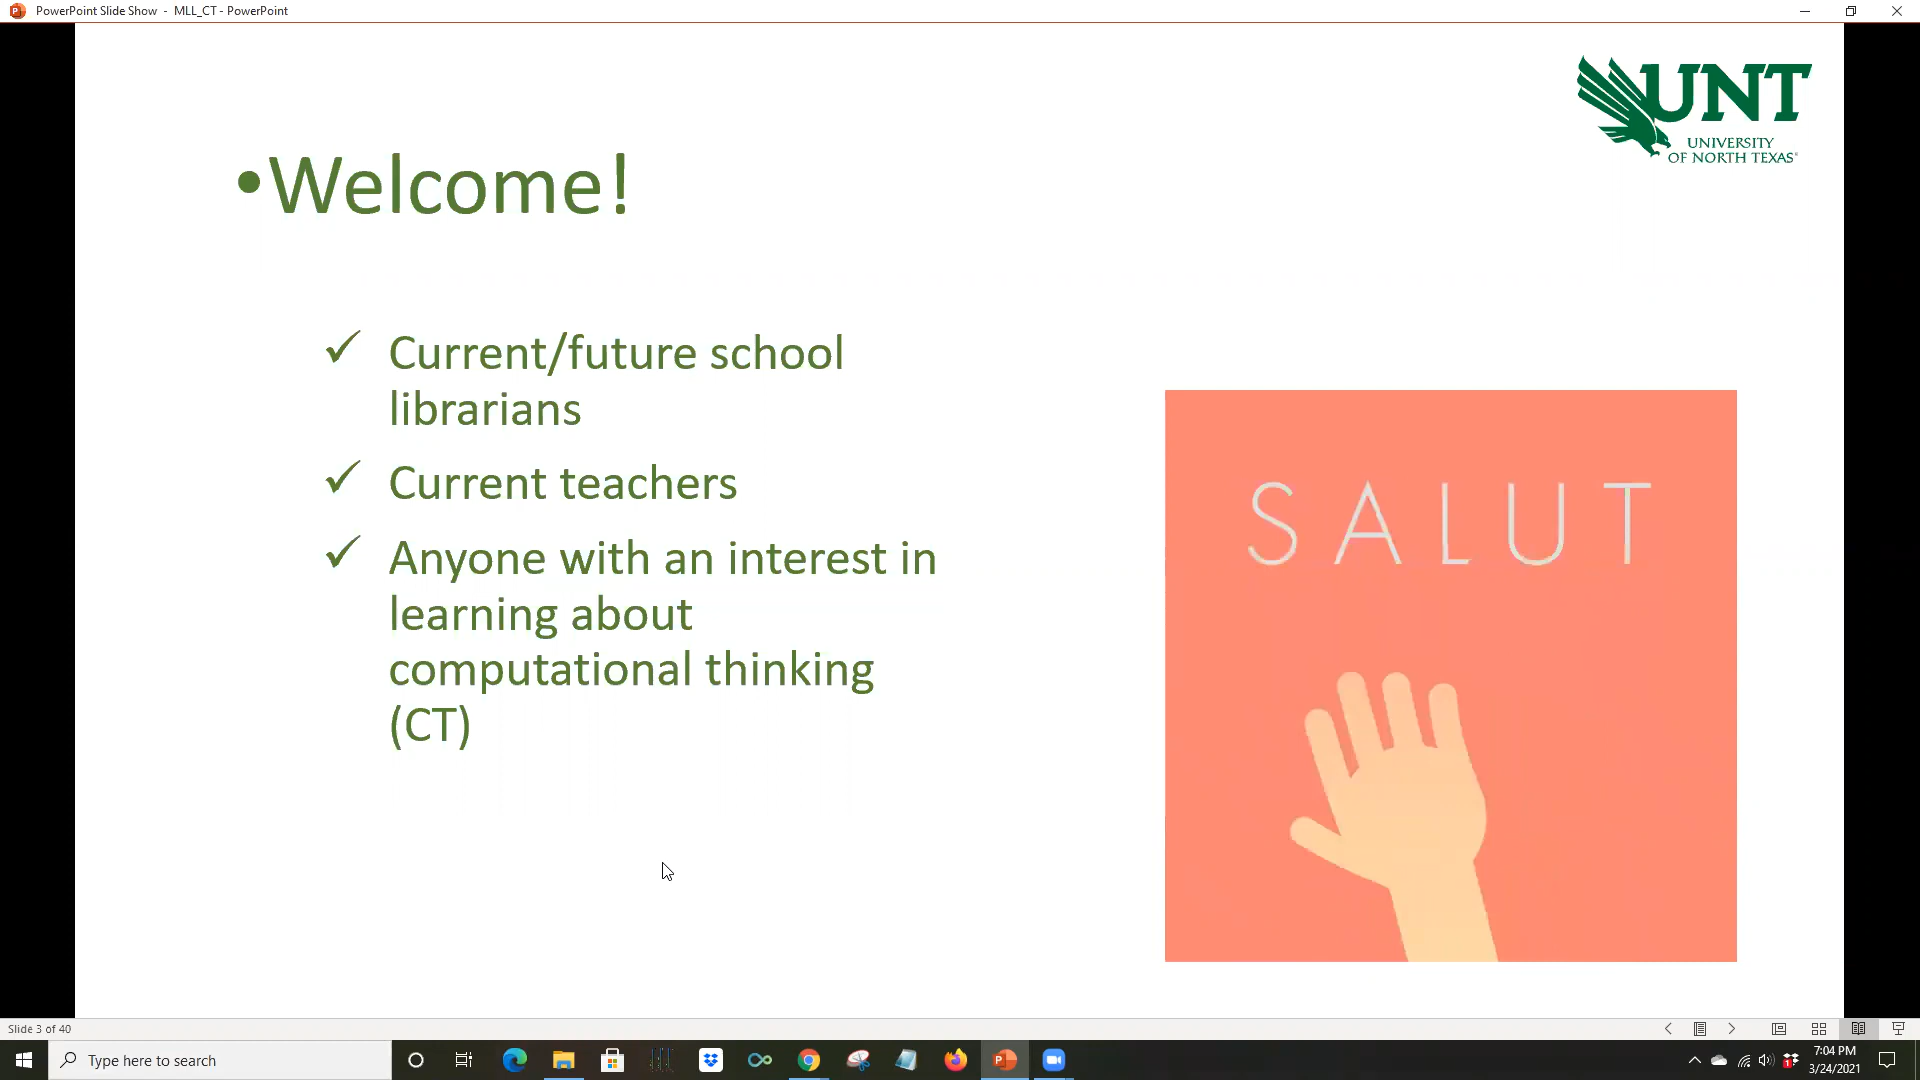 PowerPoint Slide Show - MLL_CT - PowerPoint
UNT
UNIVERSITY
OF NORTH TEXAS®
•Welcome!
✓ Current/future school
librarians
✓ Current teachers
✓ Anyone with an interest in
learning about
computational thinking
(CT)
SALUT
Slide 3 of 40
Type here to search
7:04 PM
3/24/2021